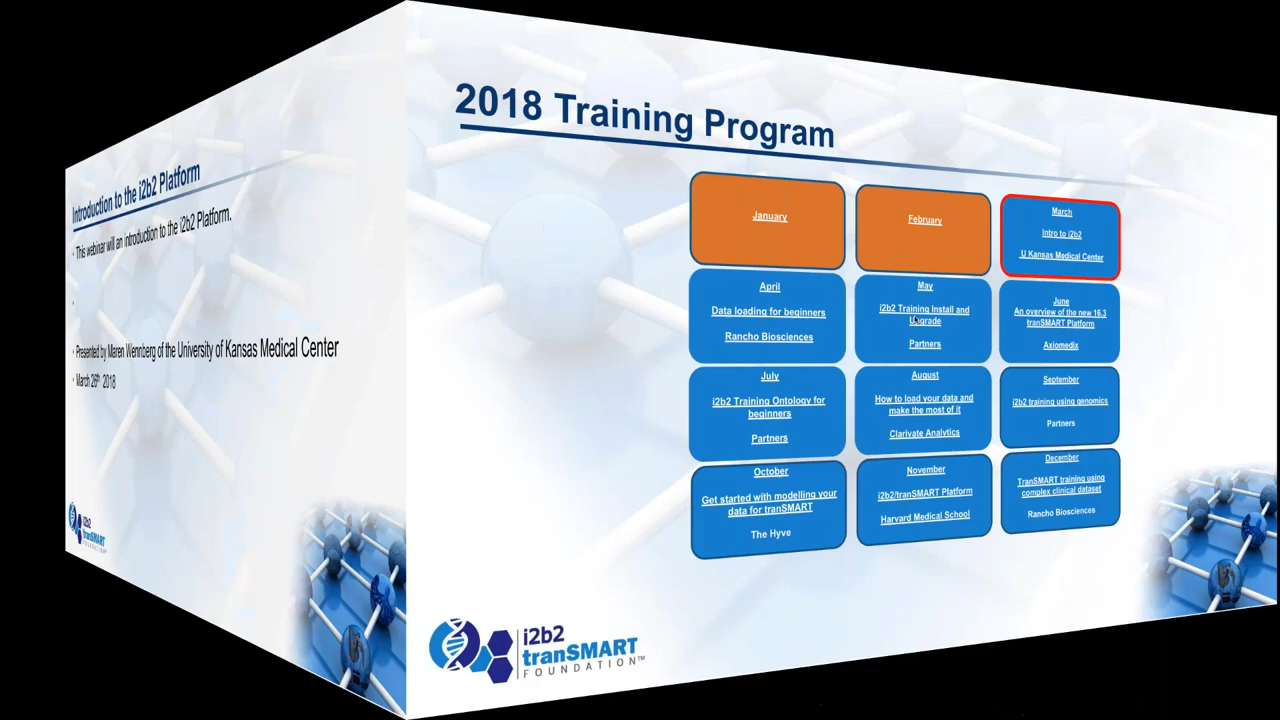 Introduction to the i2b2 Platform
This webinar will an introduction to the i2b2 Platform.
Presented by Maren Wennberg of the University of Kansas Medical Center
March 26th 2018
i2b2
tranSMART
FOUNDATION
2018 Training Program
January
February
March
Intro to i2b2
U Kansas Medical Center
April
Data loading for beginners
Rancho Biosciences
May
i2b2 Training Install and
Upgrade
Partners
June
An overview of the new 16.3
tranSMART Platform
Axiomedix
July
i2b2 Training Ontology for
beginners
Partners
August
How to load your data and
make the most of it
Clarivate Analytics
September
i2b2 training using genomics
Partners
October
Get started with modelling your
data for tranSMART
The Hyve
November
i2b2/tranSMART Platform
Harvard Medical School
December
TranSMART training using
complex clinical dataset
Rancho Biosciences
i2b2
tranSMART
FOUNDATION™